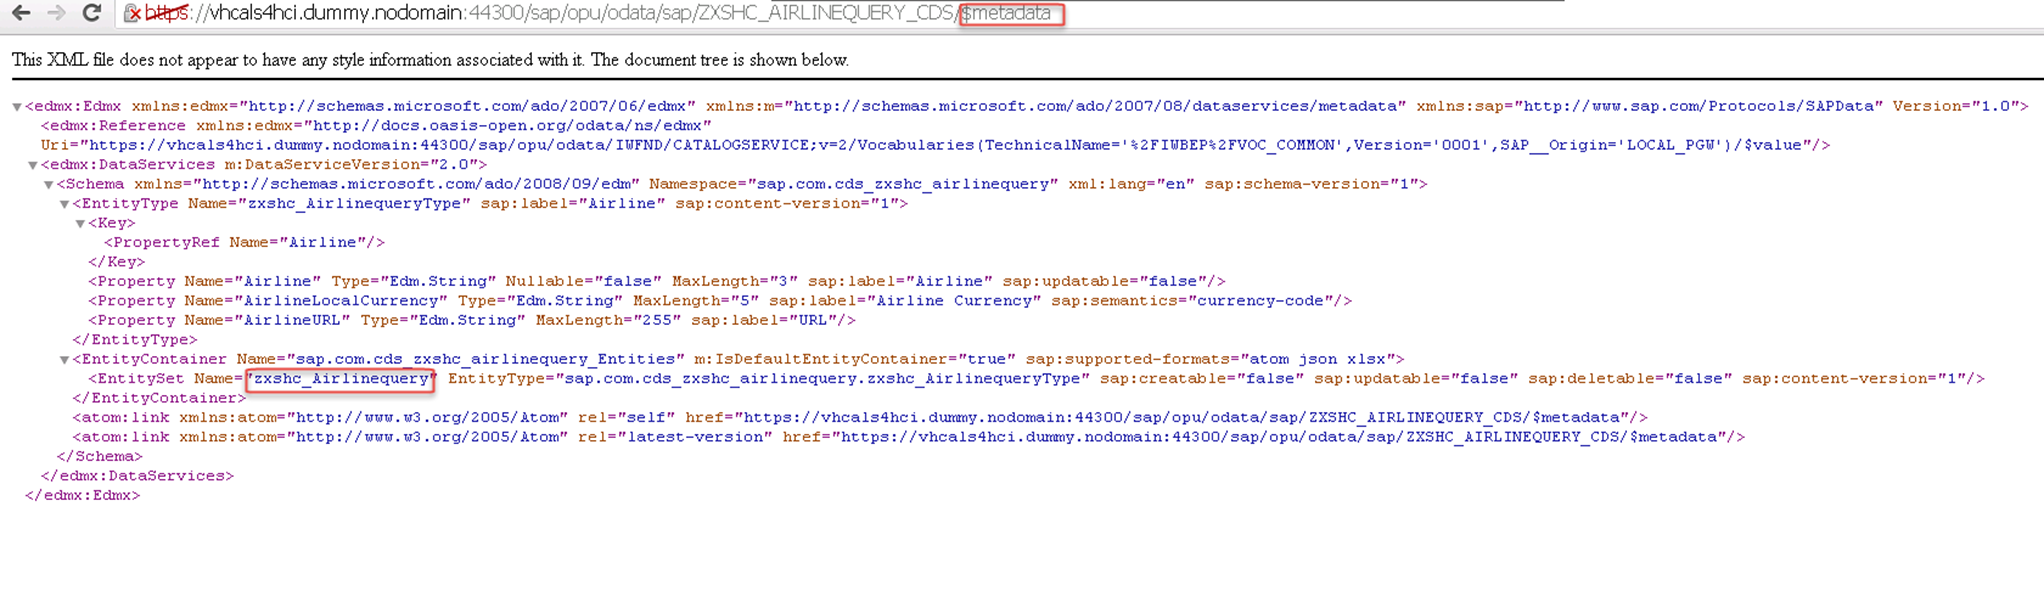 https://vhcals4hci.dummy.nodomain:44300/sap/opu/odata/sap/ZXSHC_AIRLINEQUERY_CDS/$metadata
This XML file does not appear to have any style information associated with it. The document tree is shown below.
▼<edmx:Edmx xmlns:edmx="http://schemas.microsoft.com/ado/2007/06/edmx" xmlns:m="http://schemas.microsoft.com/ado/2007/08/dataservices/metadata" xmlns:sap="http://www.sap.com/Protocols/SAPData" Version="1.0">
<edmx:Reference xmlns:edmx="http://docs.oasis-open.org/odata/ns/edmx"
Uri="https://vhcals4hci.dummy.nodomain:44300/sap/opu/odata/IWFND/CATALOGSERVICE;v=2/Vocabularies(TechnicalName='%2FIWBEP%2FVOC_COMMON',Version='0001',SAP__Origin='LOCAL_PGW')/$value"/>
▼<edmx:DataServices m:DataServiceVersion="2.0">
▼<Schema xmlns="http://schemas.microsoft.com/ado/2008/09/edm" Namespace="sap.com.cds_zxshc_airlinequery" xml:lang="en" sap:schema-version="1">
▼<EntityType Name="zxshc_AirlinequeryType" sap:label="Airline" sap:content-version="1">
▼<Key>
<PropertyRef Name="Airline"/>
</Key>
<Property Name="Airline" Type="Edm.String" Nullable="false" MaxLength="3" sap:label="Airline" sap:updatable="false"/>
<Property Name="AirlineLocalCurrency" Type="Edm.String" MaxLength="5" sap:label="Airline Currency" sap:semantics="currency-code"/>
<Property Name="AirlineURL" Type="Edm.String" MaxLength="255" sap:label="URL"/>
</EntityType>
▼<EntityContainer Name="sap.com.cds_zxshc_airlinequery_Entities" m:IsDefaultEntityContainer="true" sap:supported-formats="atom json xlsx">
<EntitySet Name="zxshc_Airlinequery" EntityType="sap.com.cds_zxshc_airlinequery.zxshc_AirlinequeryType" sap:creatable="false" sap:updatable="false" sap:deletable="false" sap:content-version="1"/>
</EntityContainer>
<atom:link xmlns:atom="http://www.w3.org/2005/Atom" rel="self" href="https://vhcals4hci.dummy.nodomain:44300/sap/opu/odata/sap/ZXSHC_AIRLINEQUERY_CDS/$metadata"/>
<atom:link xmlns:atom="http://www.w3.org/2005/Atom" rel="latest-version" href="https://vhcals4hci.dummy.nodomain:44300/sap/opu/odata/sap/ZXSHC_AIRLINEQUERY_CDS/$metadata"/>
</Schema>
</edmx:DataServices>
</edmx:Edmx>